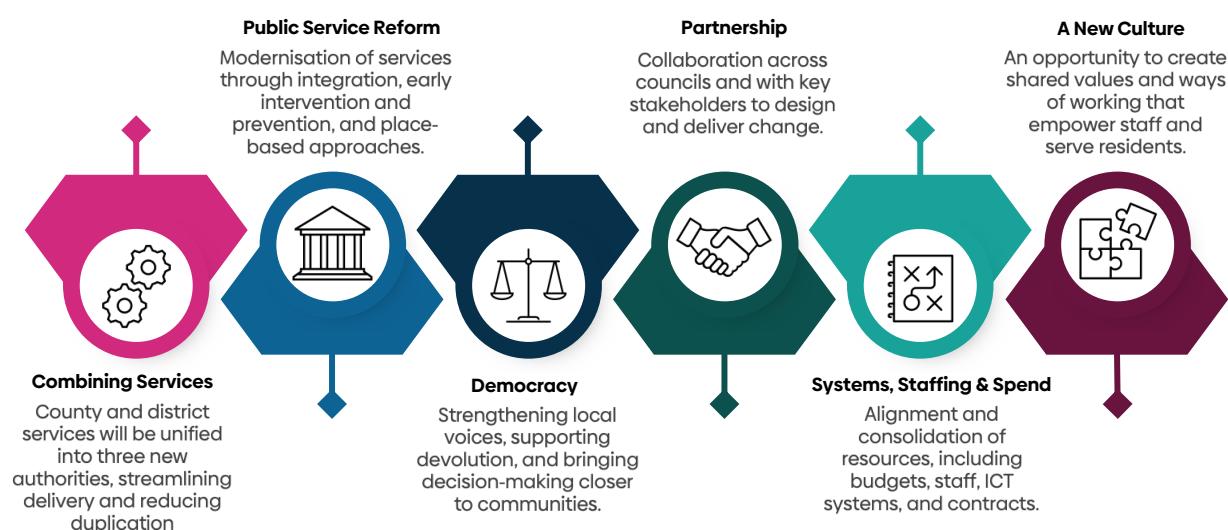 Public Service Reform
Modernisation of services
through integration, early
intervention and
prevention, and place-
based approaches.
Partnership
Collaboration across
councils and with key
stakeholders to design
and deliver change.
A New Culture
An opportunity to create
shared values and ways
of working that
empower staff and
serve residents.
Combining Services
County and district
services will be unified
into three new
authorities, streamlining
delivery and reducing
duplication
Democracy
Strengthening local
voices, supporting
devolution, and bringing
decision-making closer
to communities.
Systems, Staffing & Spend
Alignment and
consolidation of
resources, including
budgets, staff, ICT
systems, and contracts.